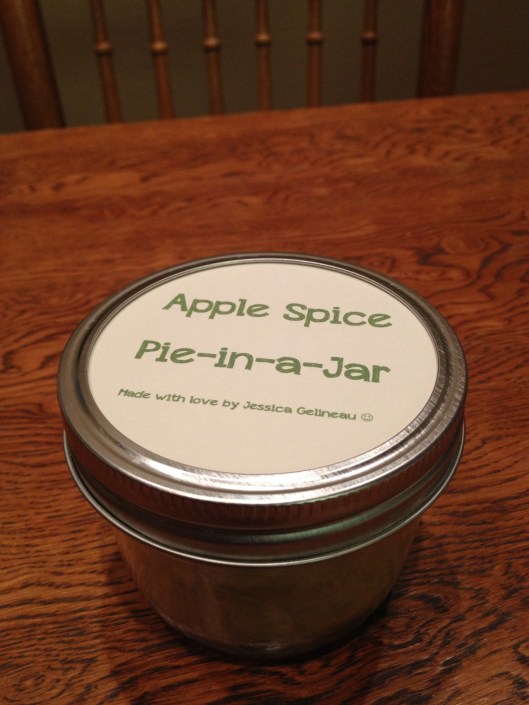 Apple Spice
Pie-in-a-Jar
Made with love by Jessica Gelineau ☺